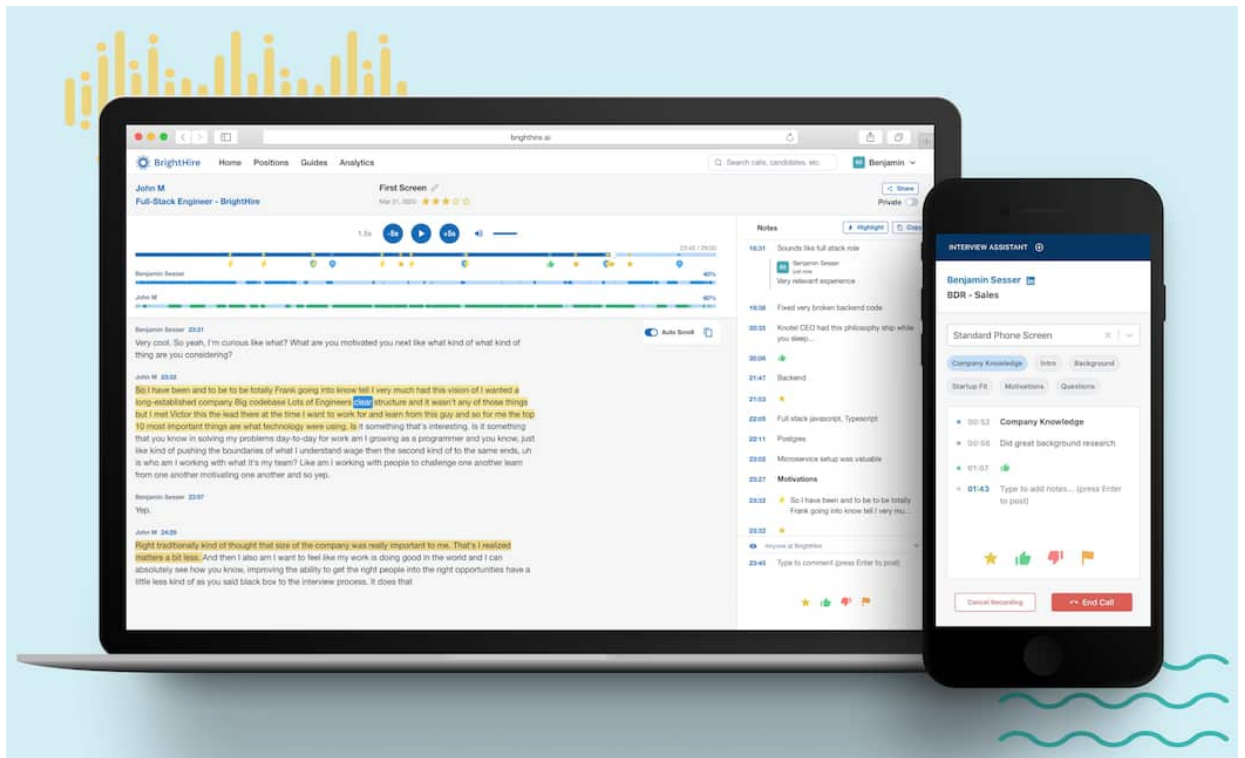 brighthire.ai
BrightHire Home Positions Guides Analytics
Search calls, candidates, etc.
Benjamin
John M
Full-Stack Engineer - BrightHire
First Screen
Mar 31, 2020
Share
Private
1.5x -5s +5s
23:45 / 29:00
Benjamin Sesser 40%
John M 60%
Auto Scroll
Benjamin Sesser 23:21
Very cool. So yeah, I'm curious like what? What are you motivated you next like what kind of what kind of
thing are you considering?
John M 23:32
So I have been and to be to be totally Frank going into know tell I very much had this vision of I wanted a
long-established company Big codebase Lots of Engineers clear structure and it wasn't any of those things
but I met Victor this the lead there at the time I want to work for and learn from this guy and so for me the top
10 most important things are what technology were using. Is it something that's interesting, Is it something
that you know in solving my problems day-to-day for work am I growing as a programmer and you know, just
like kind of pushing the boundaries of what I understand wage then the second kind of to the same ends, uh
is who am I working with what it's my team? Like am I working with people to challenge one another learn
from one another motivating one another and so yep.
Benjamin Sesser 23:57
Yep.
John M 24:29
Right traditionally kind of thought that size of the company was really important to me. That's I realized
matters a bit less. And then I also am I want to feel like my work is doing good in the world and I can
absolutely see how you know, improving the ability to get the right people into the right opportunities have a
little less kind of as you said black box to the interview process. It does that
Notes
Highlight
Copy
18:31 Sounds like full stack role
Benjamin Sesser
just now
Very relevant experience
Fixed very broken backend code
Knotel CEO had this philosophy ship while
you sleep...
20:06
21:47 Backend
21:03
22:05 Full stack javascript, Typescript
22:11 Postgres
23:02 Microservice setup was valuable
23:27 Motivations
23:32 So I have been and to be to be totally
Frank going into know tell I very mu...
23:32
Anyone at BrightHire
23:45 Type to comment (press Enter to post)
INTERVIEW ASSISTANT
Benjamin Sesser in
BDR - Sales
Standard Phone Screen
Company Knowledge Intro Background
Startup Fit Motivations Questions
00:52 Company Knowledge
00:56 Did great background research
01:07
01:43 Type to add notes... (press Enter
to post)
Cancel Recording
End Call